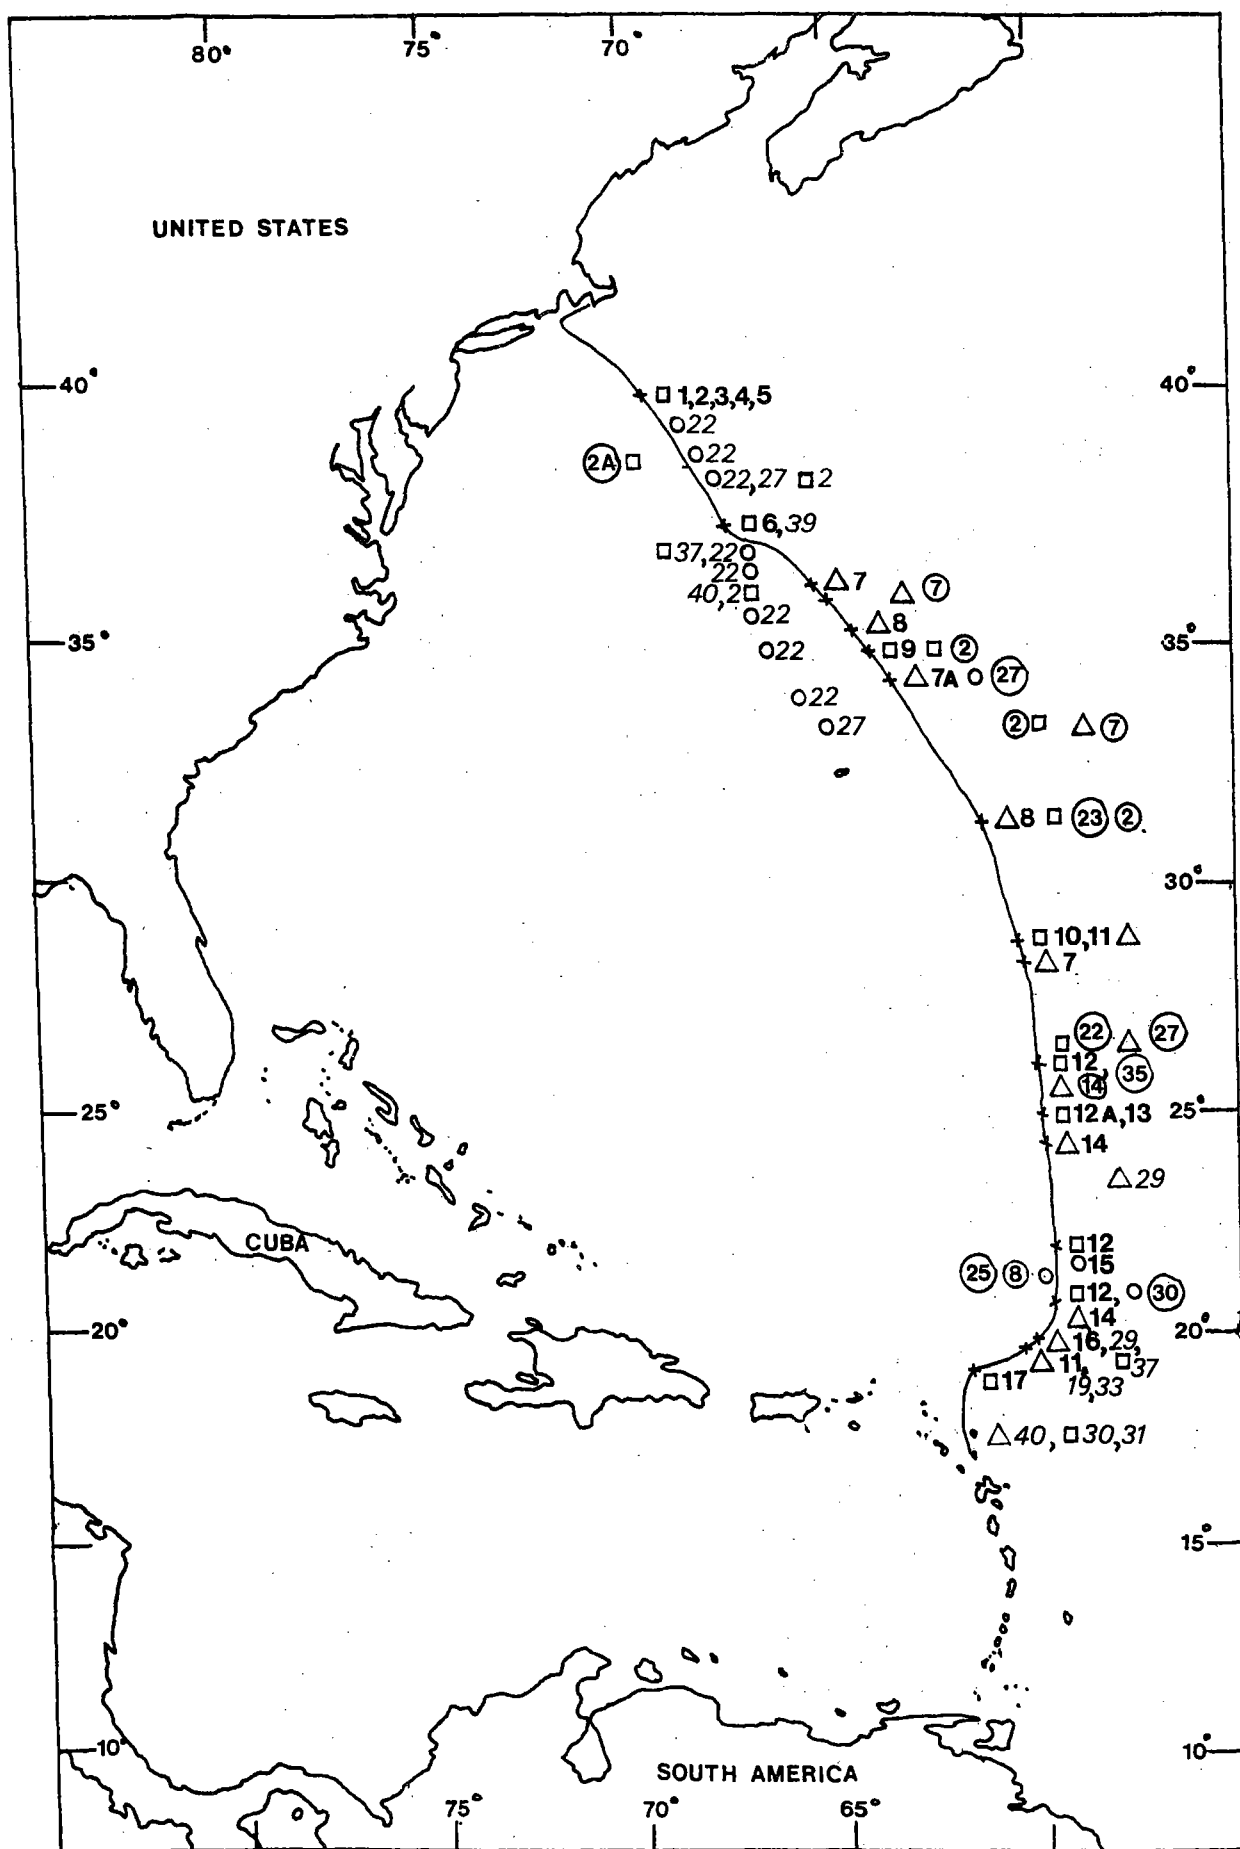 80° 75° 70°
UNITED STATES
40° 40°
1,2,3,4,5
22
22
2A
22,27 2
6,39
37,22
22
7 7
40,2
22 8
35°
22 9 2
7A 27
22
27 2 7
8 23 2
30°
10,11
7
22 27
12, 35
14
25° 12A,13 25°
14
29
CUBA 12
15
25 8
12, 30
14
20° 20°
16,29,
11, 37
17 19,33
40, 30,31
15°
10° 10°
SOUTH AMERICA
75° 70° 65°